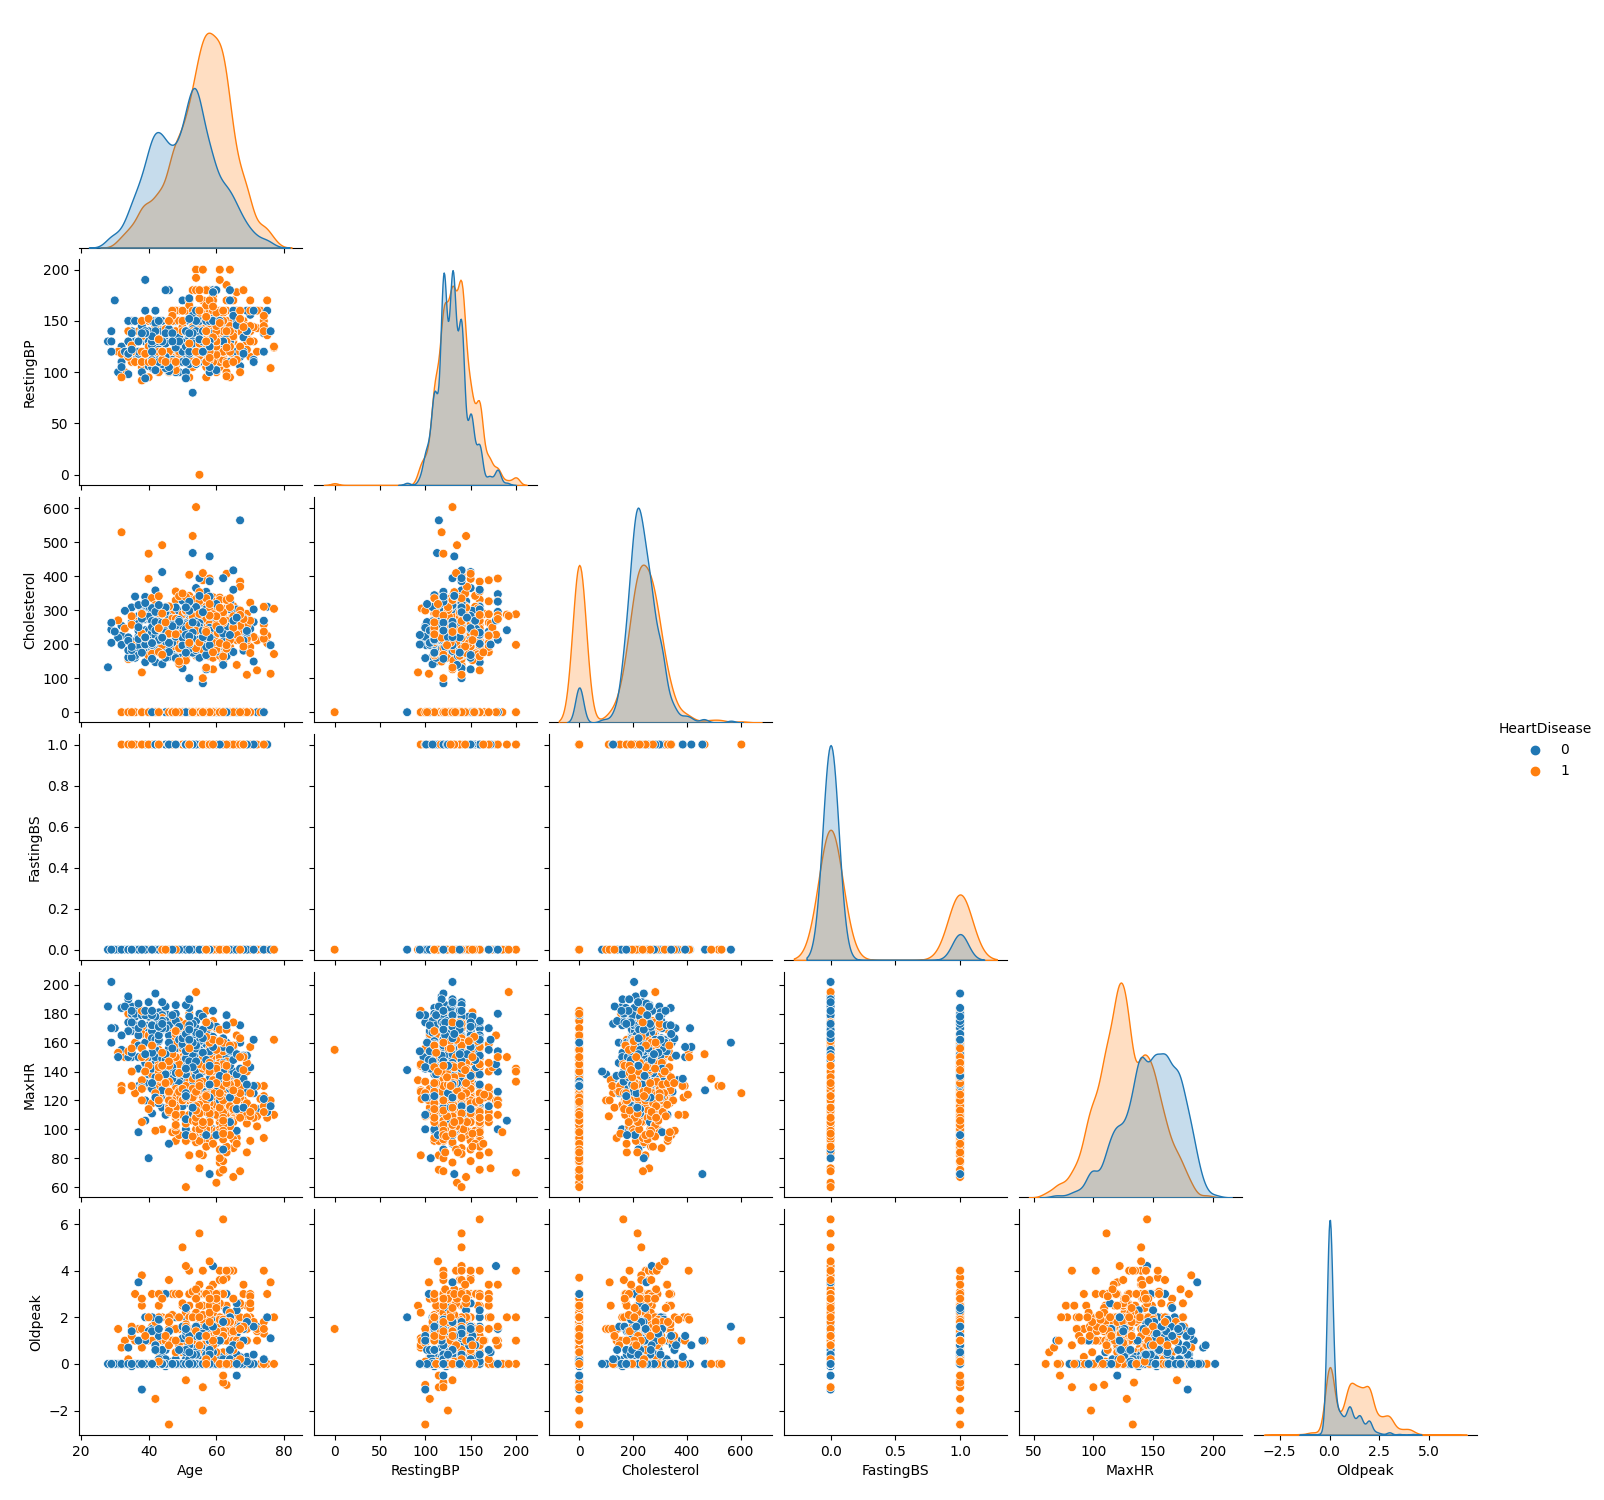 200
150
100
50
0
RestingBP
600
500
400
300
200
100
0
Cholesterol
HeartDisease
0
1
1.0
0.8
0.6
0.4
0.2
0.0
FastingBS
200
180
160
140
120
100
80
60
MaxHR
6
4
2
0
−2
Oldpeak
20 40 60 80
0 50 100 150 200
0 200 400 600
0.0 0.5 1.0
50 100 150 200
−2.5 0.0 2.5 5.0
Age RestingBP Cholesterol FastingBS MaxHR Oldpeak